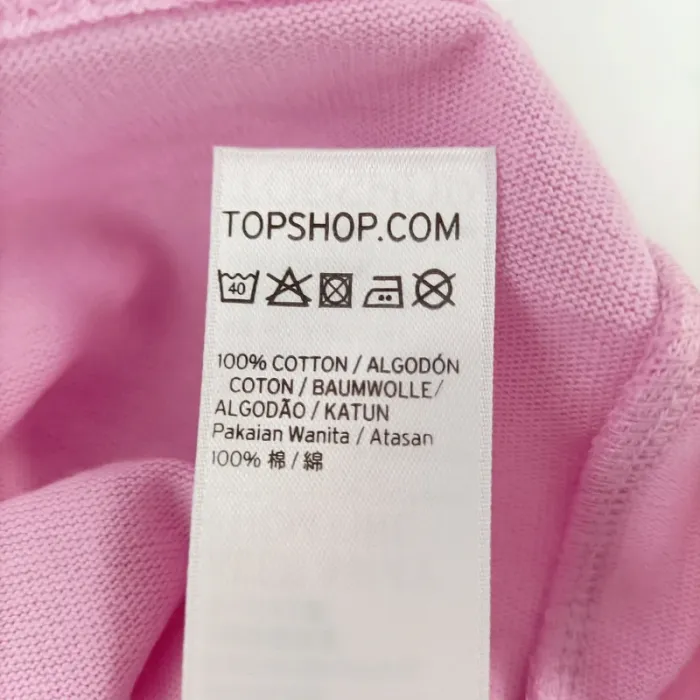 TOPSHOP.COM
40
100% COTTON / ALGODÓN
COTON / BAUMWOLLE/
ALGODÃO / KATUN
Pakaian Wanita / Atasan
100% 棉 / 綿